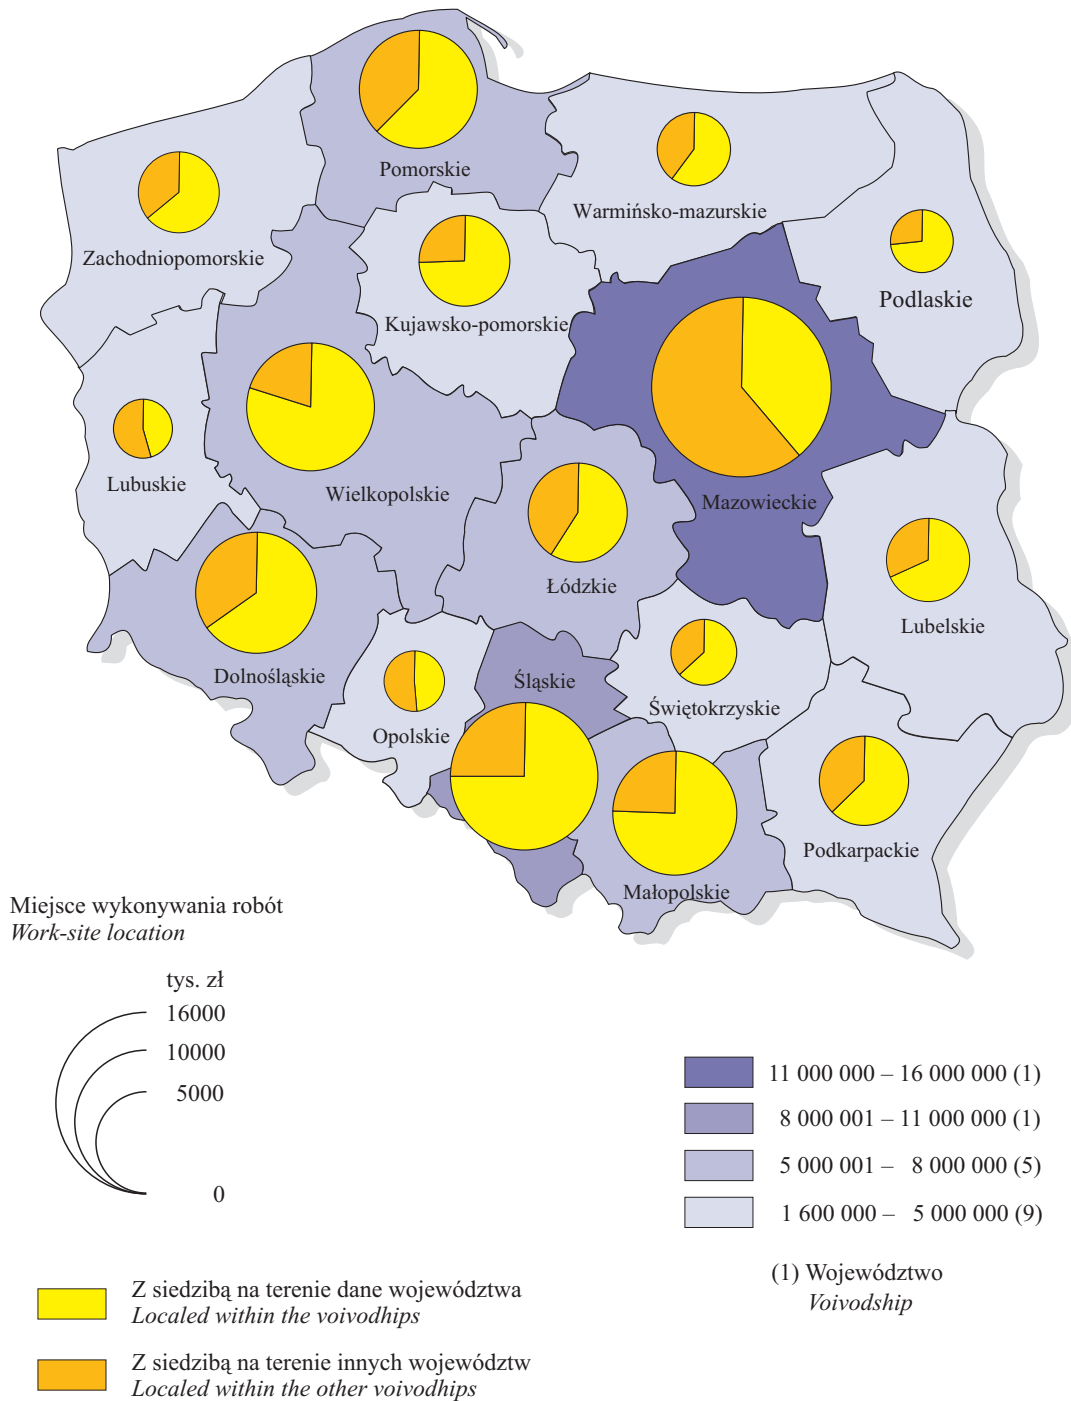 Pomorskie
Warmińsko-mazurskie
Zachodniopomorskie
Podlaskie
Kujawsko-pomorskie
Lubuskie
Wielkopolskie
Mazowieckie
Łódzkie
Lubelskie
Dolnośląskie
Śląskie
Świętokrzyskie
Opolskie
Podkarpackie
Małopolskie
Miejsce wykonywania robót
Work-site location
tys. zł
16000
10000
5000
0
11 000 000 – 16 000 000 (1)
8 000 001 – 11 000 000 (1)
5 000 001 – 8 000 000 (5)
1 600 000 – 5 000 000 (9)
(1) Województwo
Voivodship
Z siedzibą na terenie dane województwa
Localed within the voivodhips
Z siedzibą na terenie innych województw
Localed within the other voivodhips